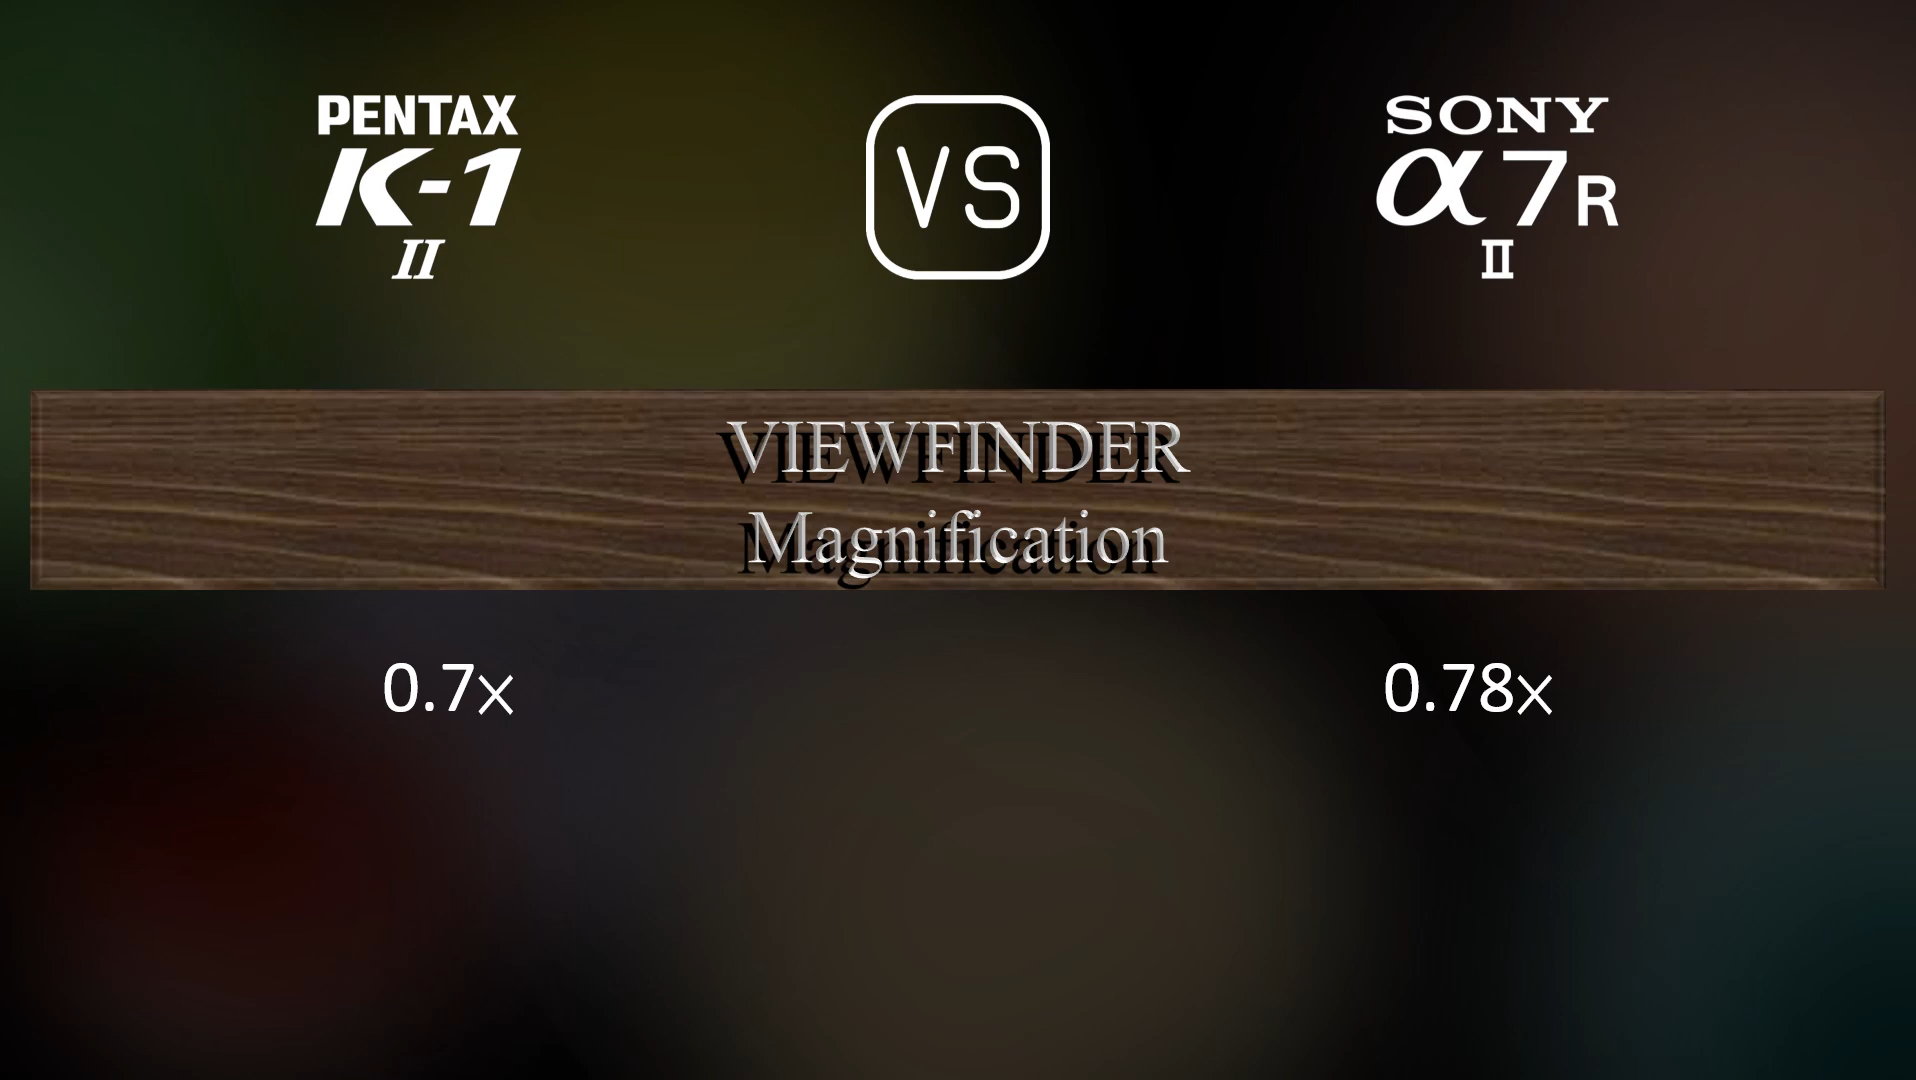 PENTAX
K-1
II
VS
SONY
α7R
II
VIEWFINDER
Magnification
0.7x
0.78x